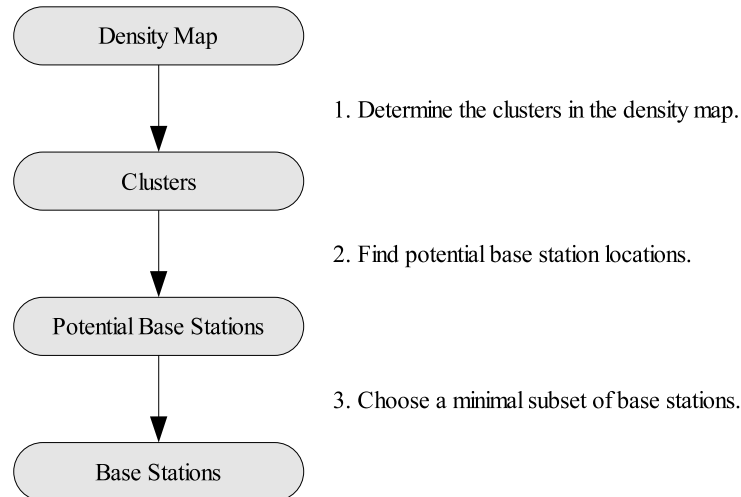 Density Map
1. Determine the clusters in the density map.
Clusters
2. Find potential base station locations.
Potential Base Stations
3. Choose a minimal subset of base stations.
Base Stations